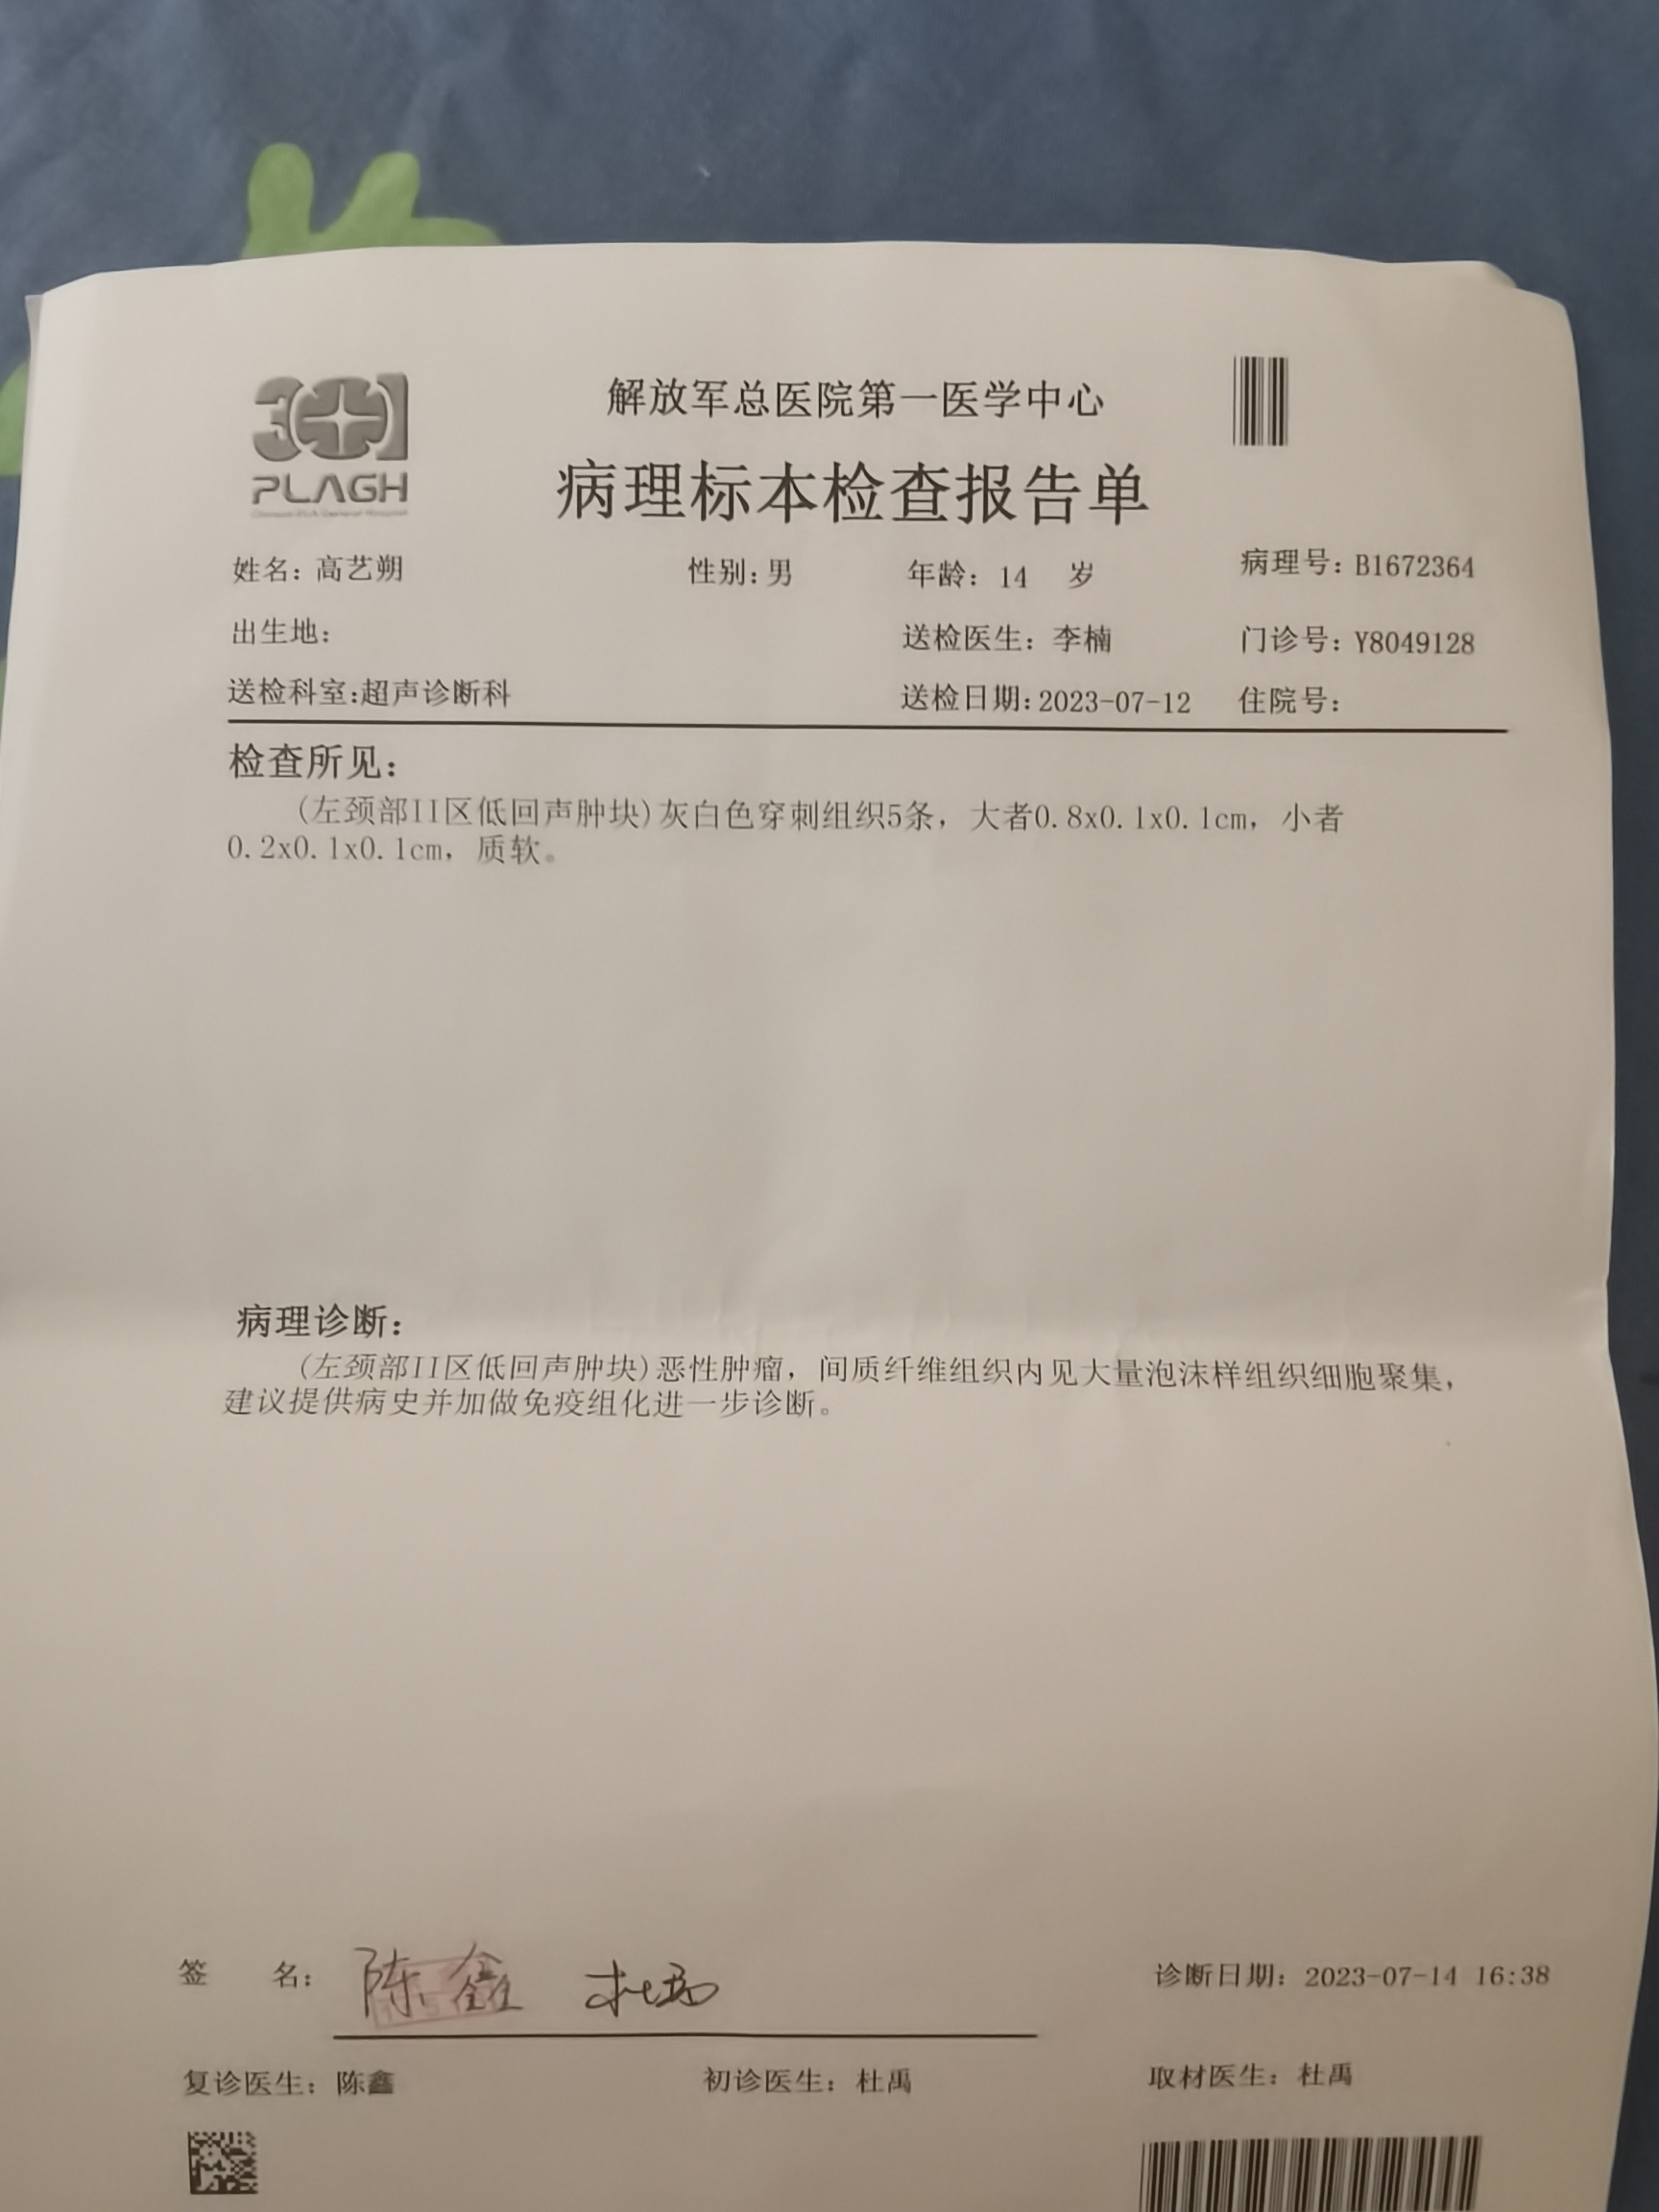 301
PLAGH
解放军总医院第一医学中心
病理标本检查报告单
姓名：高艺朔 性别：男 年龄：14 岁 病理号：B1672364
出生地： 送检医生：李楠 门诊号：Y8049128
送检科室：超声诊断科 送检日期：2023-07-12 住院号：
检查所见：
(左颈部II区低回声肿块)灰白色穿刺组织5条，大者0.8x0.1x0.1cm，小者
0.2x0.1x0.1cm，质软。
病理诊断：
(左颈部II区低回声肿块)恶性肿瘤，间质纤维组织内见大量泡沫样组织细胞聚集，
建议提供病史并加做免疫组化进一步诊断。
签 名： 陈鑫 杜禹 诊断日期：2023-07-14 16:38
复诊医生：陈鑫 初诊医生：杜禹 取材医生：杜禹